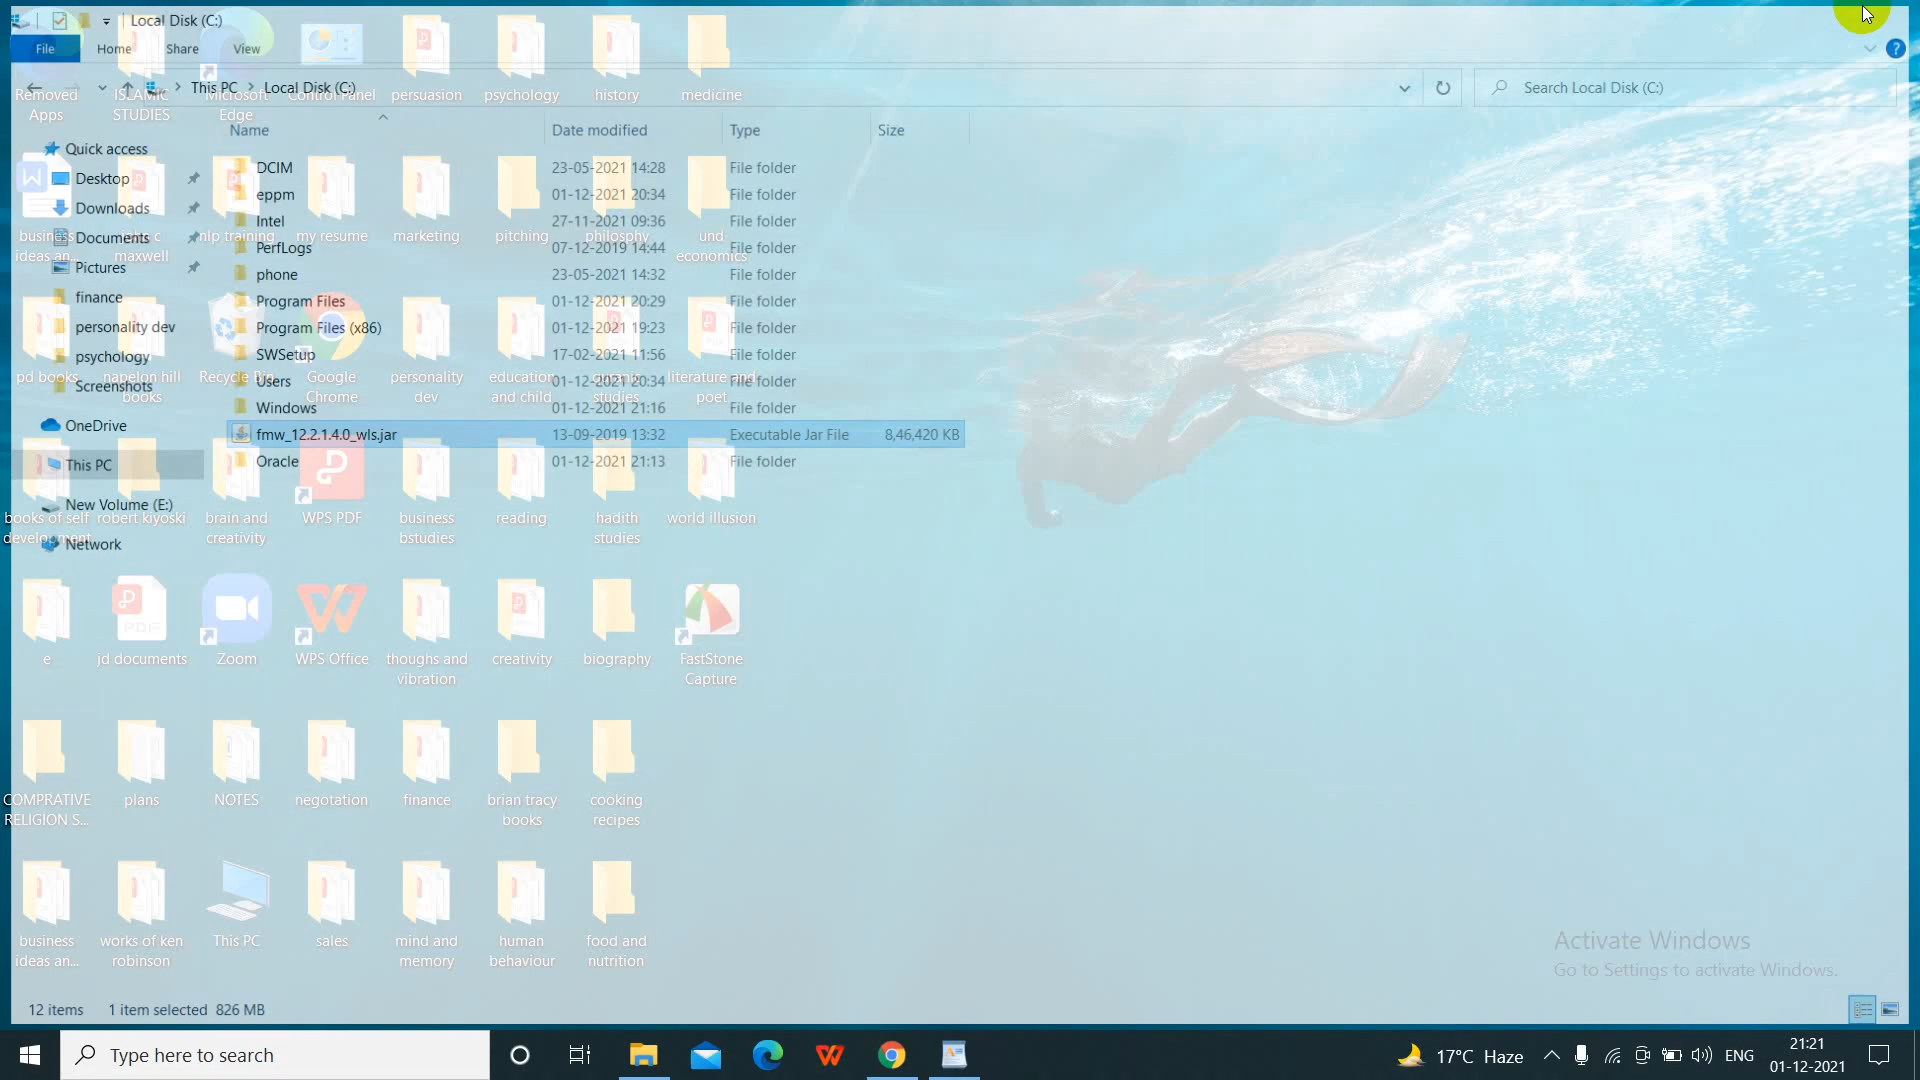 Local Disk (C:)
File Home Share View
This PC Local Disk (C:)
Search Local Disk (C:)
Removed Apps
ISLAMIC STUDIES
Microsoft Edge
Control Panel
persuasion
psychology
history
medicine
Name Date modified Type Size
Quick access
Desktop
Downloads
Documents
Pictures
finance
personality dev
psychology
Screenshots
OneDrive
This PC
New Volume (E:)
Network
DCIM 23-05-2021 14:28 File folder
eppm 01-12-2021 20:34 File folder
Intel 27-11-2021 09:36 File folder
PerfLogs 07-12-2019 14:44 File folder
phone 23-05-2021 14:32 File folder
Program Files 01-12-2021 20:29 File folder
Program Files (x86) 01-12-2021 19:23 File folder
SWSetup 17-02-2021 11:56 File folder
Users 01-12-2021 20:34 File folder
Windows 01-12-2021 21:16 File folder
fmw_12.2.1.4.0_wls.jar 13-09-2019 13:32 Executable Jar File 8,46,420 KB
Oracle 01-12-2021 21:13 File folder
business ideas an...
maxwell
nlp training
my resume
marketing
pitching
philosphy
und economics
pd books
napelon hill books
Recycle Bin
Google Chrome
personality dev
education and child
studies
literature and poet
books of self development
robert kiyoski
brain and creativity
WPS PDF
business bstudies
reading
hadith studies
world illusion
e
jd documents
Zoom
WPS Office
thoughs and vibration
creativity
biography
FastStone Capture
COMPRATIVE RELIGION S...
plans
NOTES
negotation
finance
brian tracy books
cooking recipes
business ideas an...
works of ken robinson
This PC
sales
mind and memory
human behaviour
food and nutrition
Activate Windows
Go to Settings to activate Windows.
12 items 1 item selected 826 MB
Type here to search
17°C Haze
ENG
21:21
01-12-2021